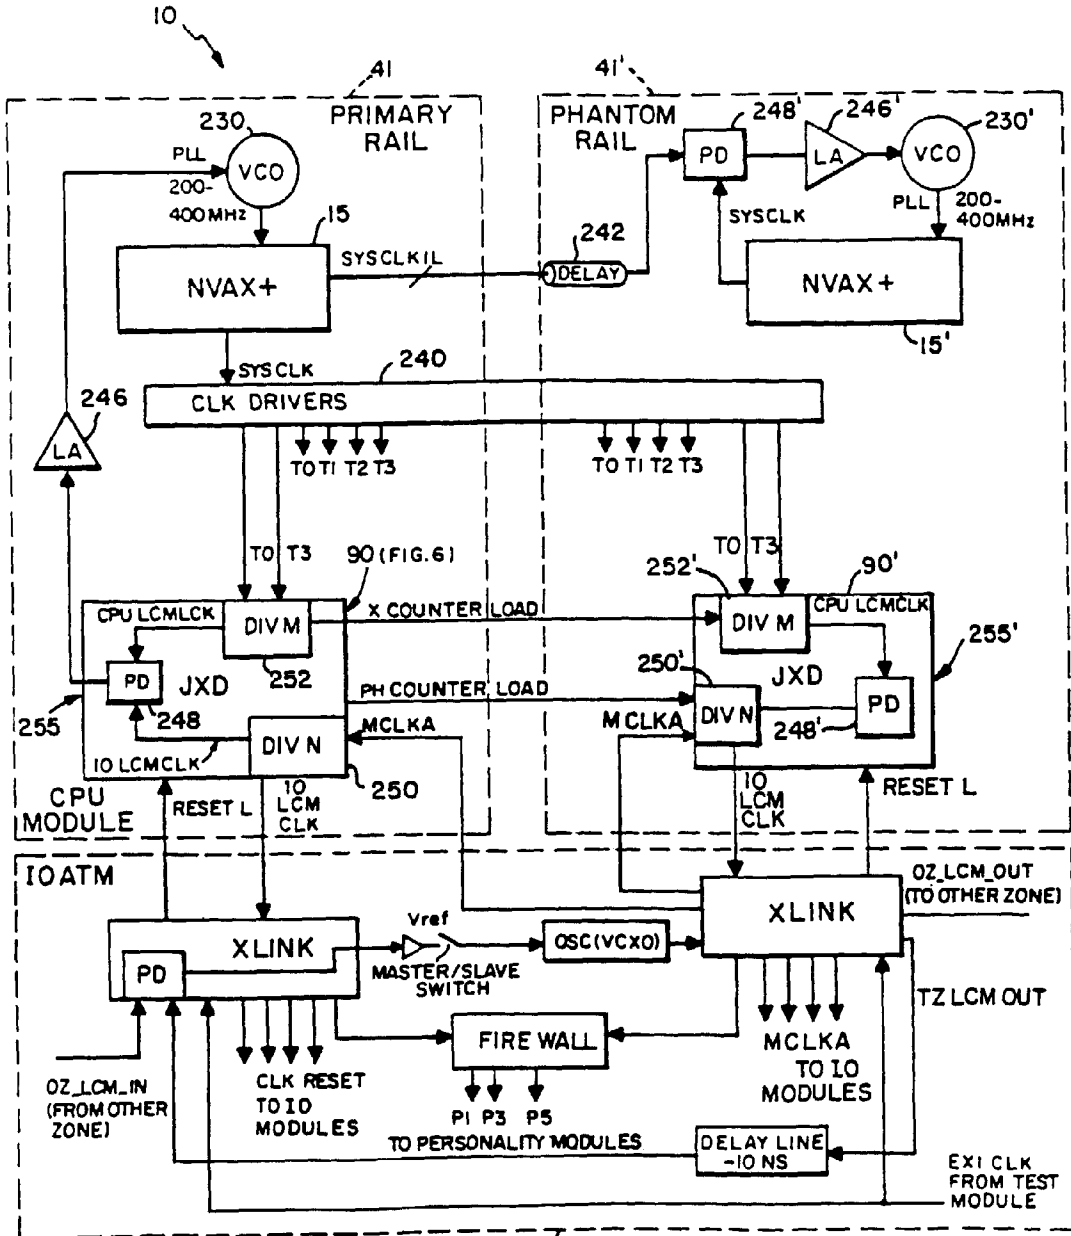 10
41
41'
PRIMARY
RAIL
PHANTOM
RAIL
230
VCO
PLL
200-
400MHz
248'
PD
246'
LA
230'
VCO
SYSCLK
PLL
200-
400MHz
15
NVAX+
SYSCLKIL
242
DELAY
NVAX+
15'
SYSCLK
240
CLK DRIVERS
246
LA
TO T1 T2 T3
TO T1 T2 T3
TO T3
90 (FIG.6)
TO T3
252'
90'
CPU LCMLCK
DIV M
X COUNTER LOAD
DIV M
CPU LCMCLK
255'
PD
JXD
252
250'
JXD
255
248
PH COUNTER LOAD
DIV N
PD
248'
MCLKA
MCLKA
DIV N
IO LCMCLK
250
CPU
MODULE
RESET L
IO
LCM
CLK
IO
LCM
CLK
RESET L
IOATM
OZ_LCM_OUT
(TO OTHER
ZONE)
XLINK
PD
Vref
MASTER/SLAVE
SWITCH
OSC(VCXO)
XLINK
TZ LCM OUT
FIRE WALL
MCLKA
TO IO
MODULES
OZ_LCM_IN
(FROM OTHER
ZONE)
CLK RESET
TO IO
MODULES
P1 P3 P5
TO PERSONALITY MODULES
DELAY LINE
-10 NS
EXI CLK
FROM TEST
MODULE